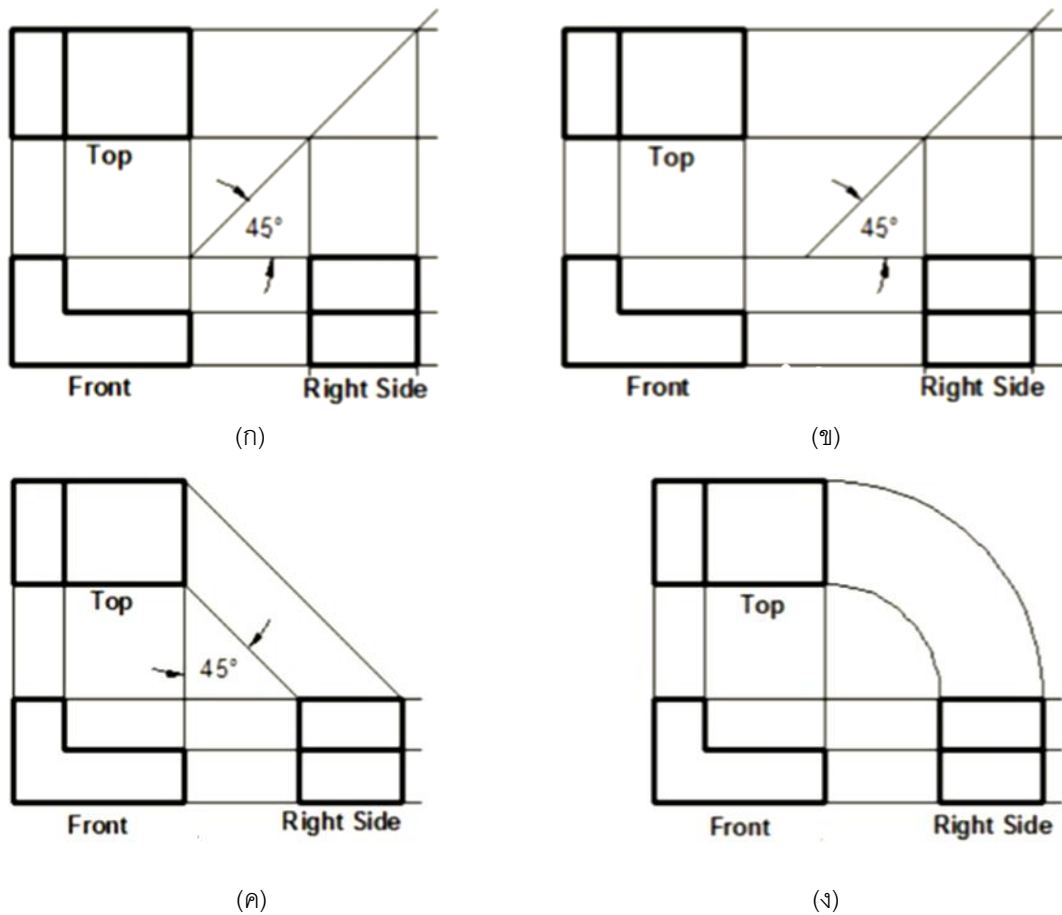 Top
Top
45°
45°
Front
Right Side
Front
Right Side
(ก)
(ข)
Top
Top
45°
Front
Right Side
Front
Right Side
(ค)
(ง)